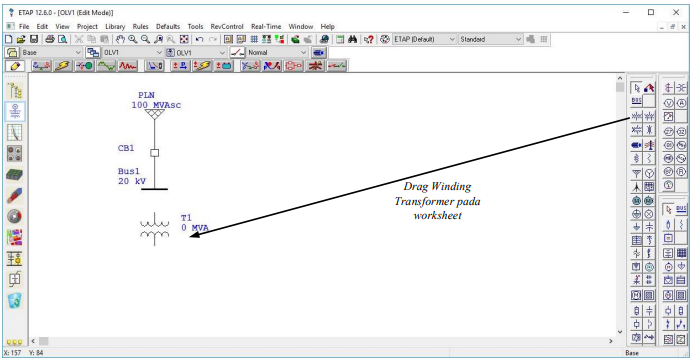 ETAP 12.6.0 - [OLV1 (Edit Mode)]
File Edit View Project Library Rules Defaults Tools RevControl Real-Time Window Help
ETAP (Default) Standard
Base OLV1 OLV1 Normal
PLN
100 MVAsc
CB1
Bus1
20 kV
T1
0 MVA
Drag Winding
Transformer pada
worksheet
BUS
BUS
X: 157 Y: 84
Base